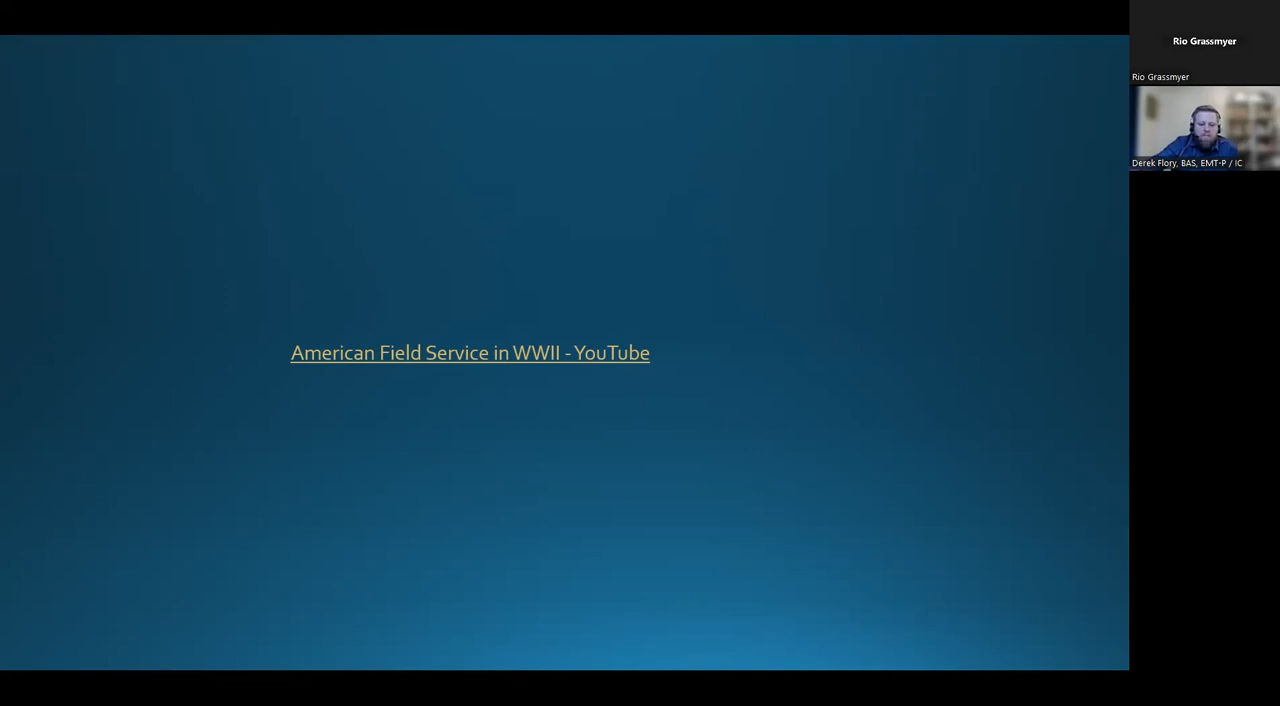 American Field Service in WWII - YouTube
Rio Grassmyer
Rio Grassmyer
Derek Flory, BAS, EMT-P / IC